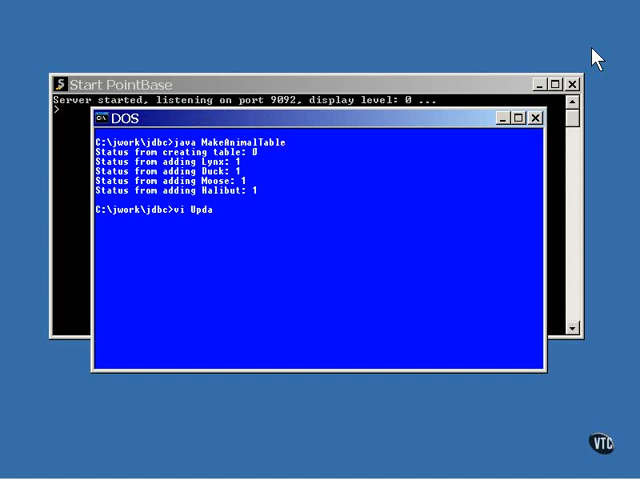 Start PointBase
Server started, listening on port 9092, display level: 0 ...
>
DOS
C:\jwork\jdbc>java MakeAnimalTable
Status from creating table: 0
Status from adding Lynx: 1
Status from adding Duck: 1
Status from adding Moose: 1
Status from adding Halibut: 1
C:\jwork\jdbc>vi Upda
VTC